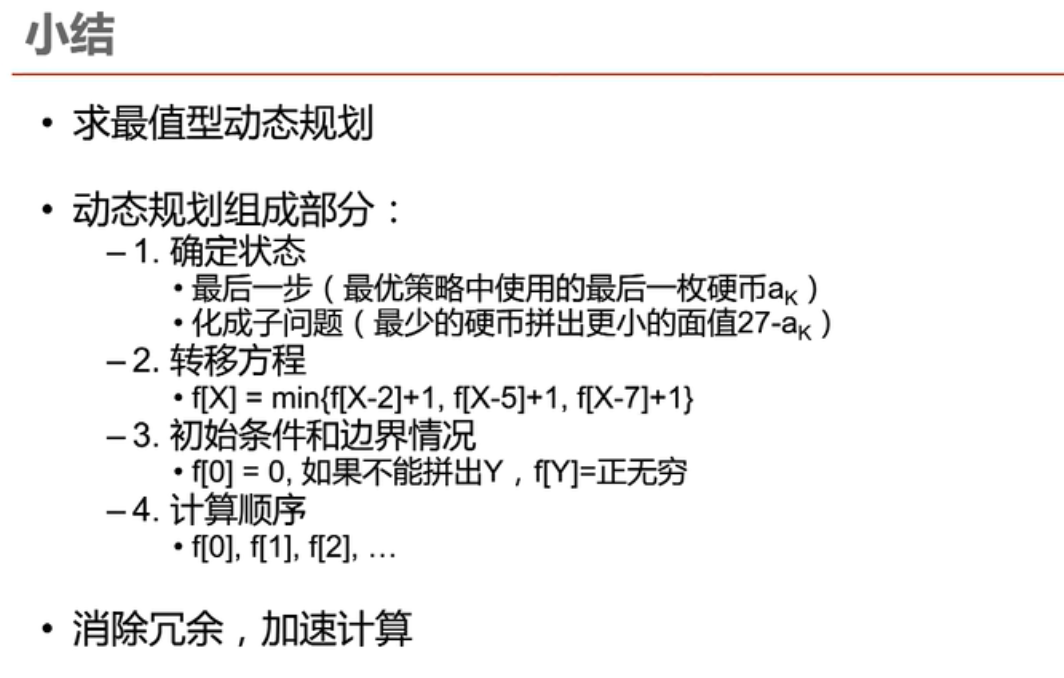 小结
• 求最值型动态规划
• 动态规划组成部分：
– 1. 确定状态
• 最后一步（最优策略中使用的最后一枚硬币aK）
• 化成子问题（最少的硬币拼出更小的面值27-aK）
– 2. 转移方程
• f[X] = min{f[X-2]+1, f[X-5]+1, f[X-7]+1}
– 3. 初始条件和边界情况
• f[0] = 0, 如果不能拼出Y，f[Y]=正无穷
– 4. 计算顺序
• f[0], f[1], f[2], …
• 消除冗余，加速计算